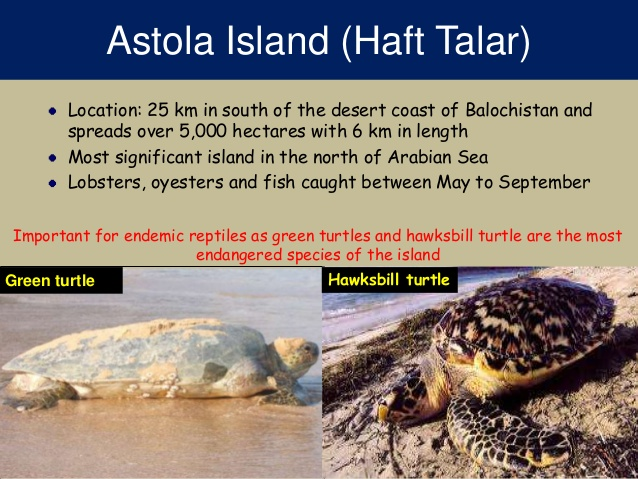 Astola Island (Haft Talar)
Location: 25 km in south of the desert coast of Balochistan and
spreads over 5,000 hectares with 6 km in length
Most significant island in the north of Arabian Sea
Lobsters, oyesters and fish caught between May to September
Important for endemic reptiles as green turtles and hawksbill turtle are the most
endangered species of the island
Green turtle
Hawksbill turtle